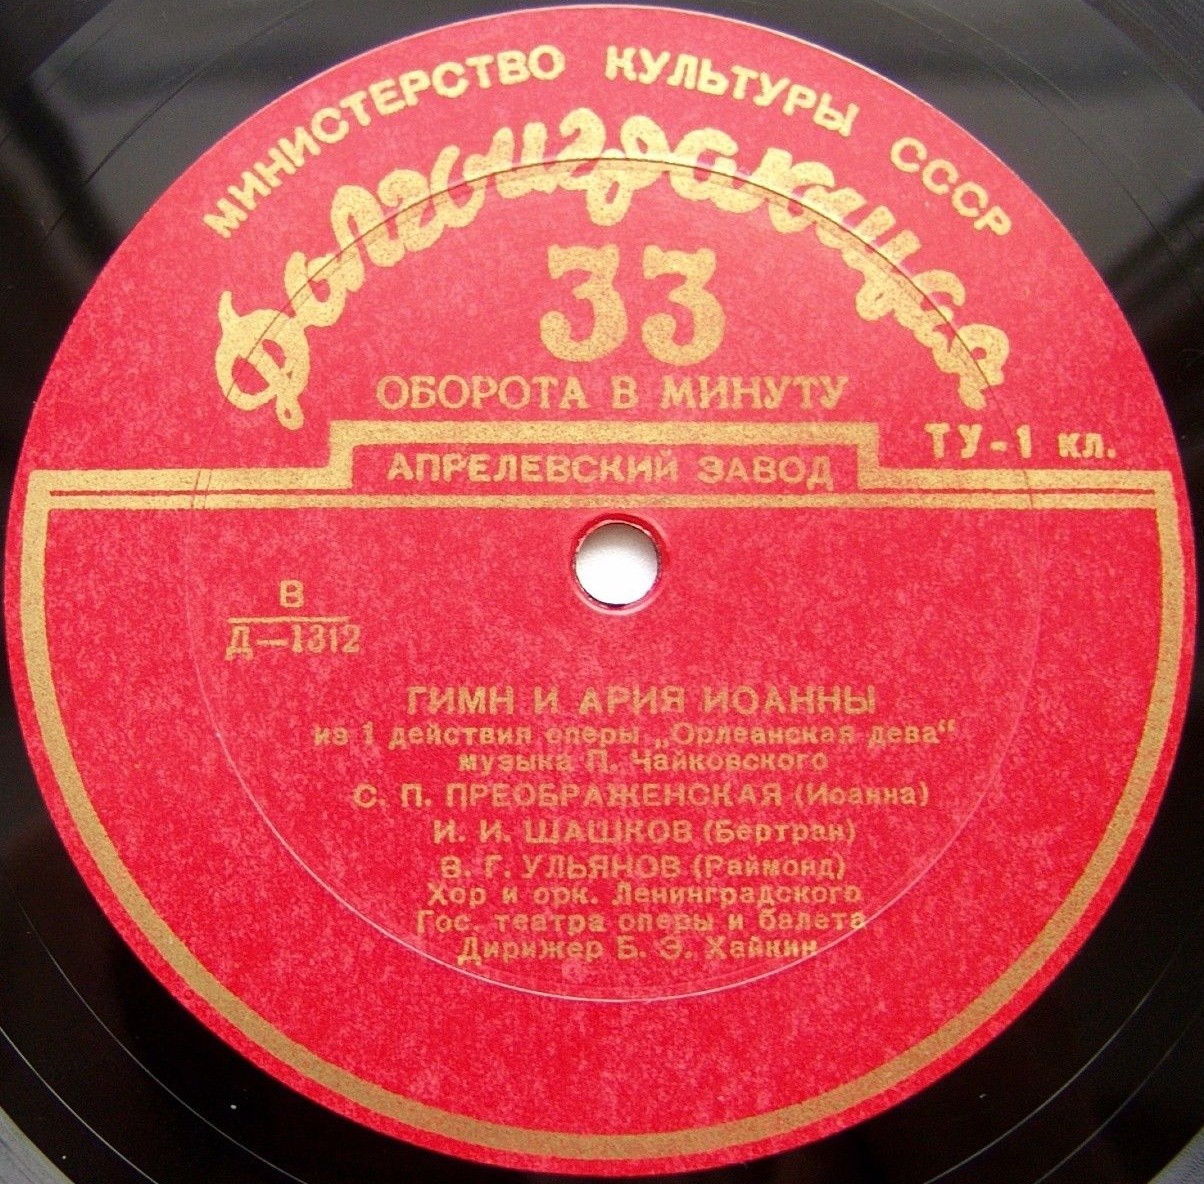 МИНИСТЕРСТВО КУЛЬТУРЫ СССР
Долгоиграющая
33
ОБОРОТА В МИНУТУ
ТУ-1 кл.
АПРЕЛЕВСКИЙ ЗАВОД
В
Д—1312
ГИМН И АРИЯ ИОАННЫ
из 1 действия оперы „Орлеанская дева“
музыка П. Чайковского
С. П. ПРЕОБРАЖЕНСКАЯ (Иоанна)
И. И. ШАШКОВ (Бертран)
В. Г. УЛЬЯНОВ (Раймонд)
Хор и орк. Ленинградского
Гос. театра оперы и балета
Дирижер Б. Э. Хайкин